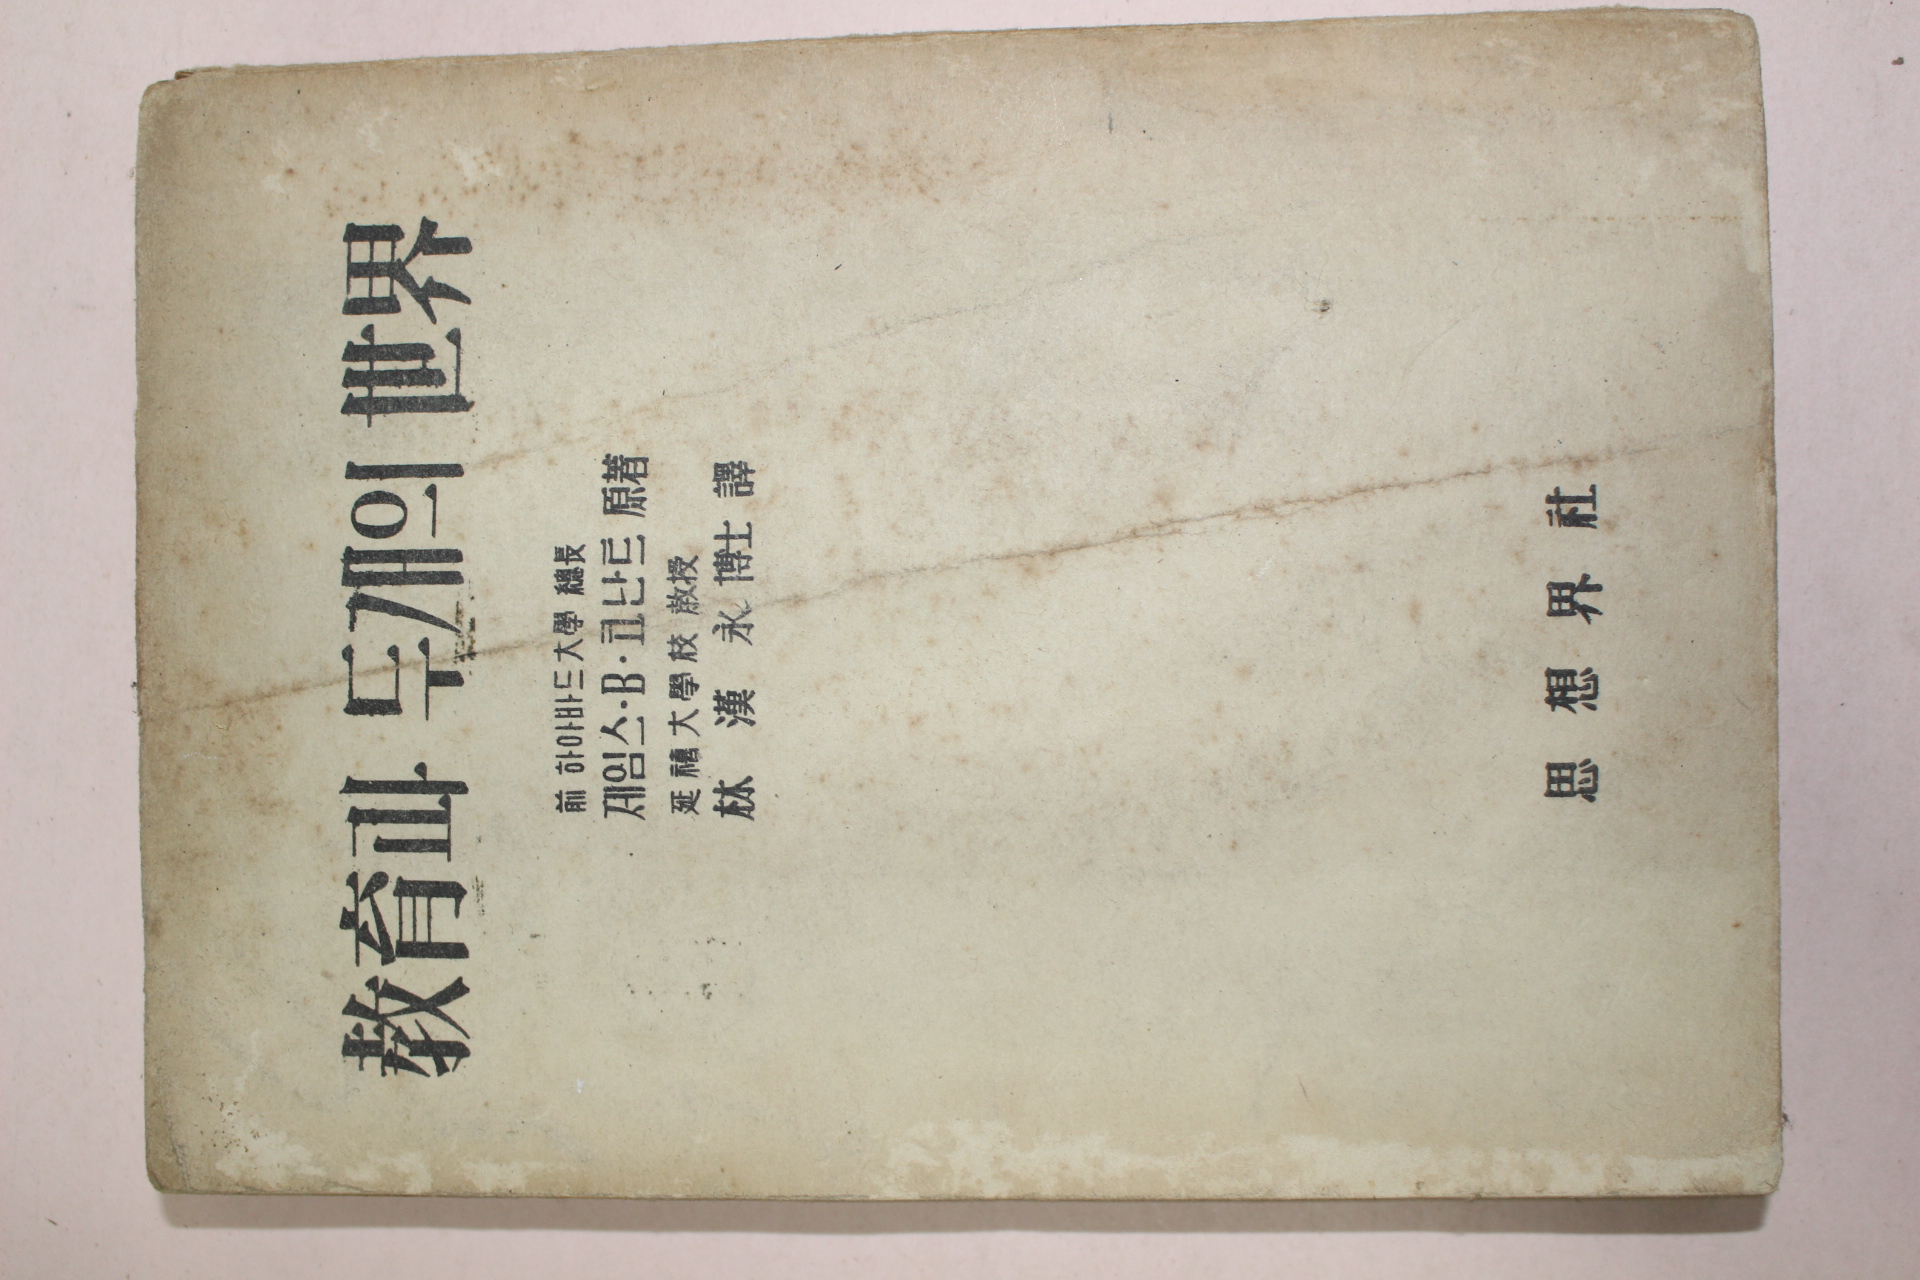 敎育과 두개의 世界
前 하아바드大學 總長
제임스·B·코난트 原著
延禧大學校 敎授
林漢永 博士 譯
思想界社